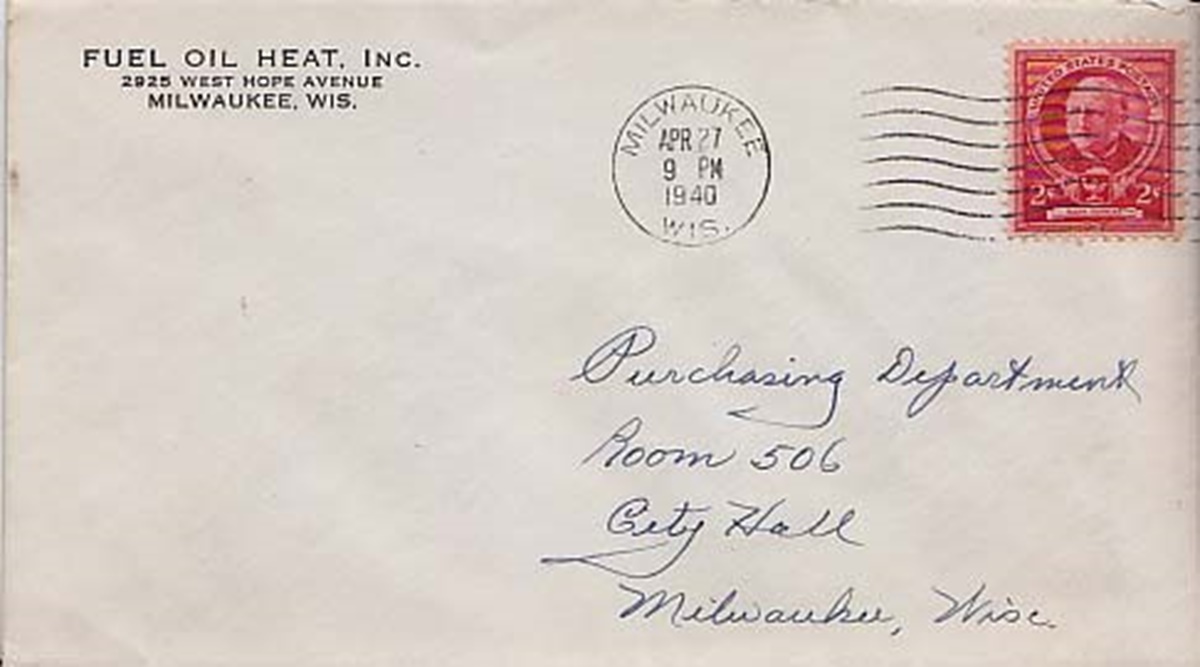 FUEL OIL HEAT, INC.
2925 WEST HOPE AVENUE
MILWAUKEE, WIS.
MILWAUKEE
APR 27
9 PM
1940
WIS.
UNITED STATES POSTAGE
2¢ 2¢
Purchasing Department
Room 506
City Hall
Milwaukee, Wisc.